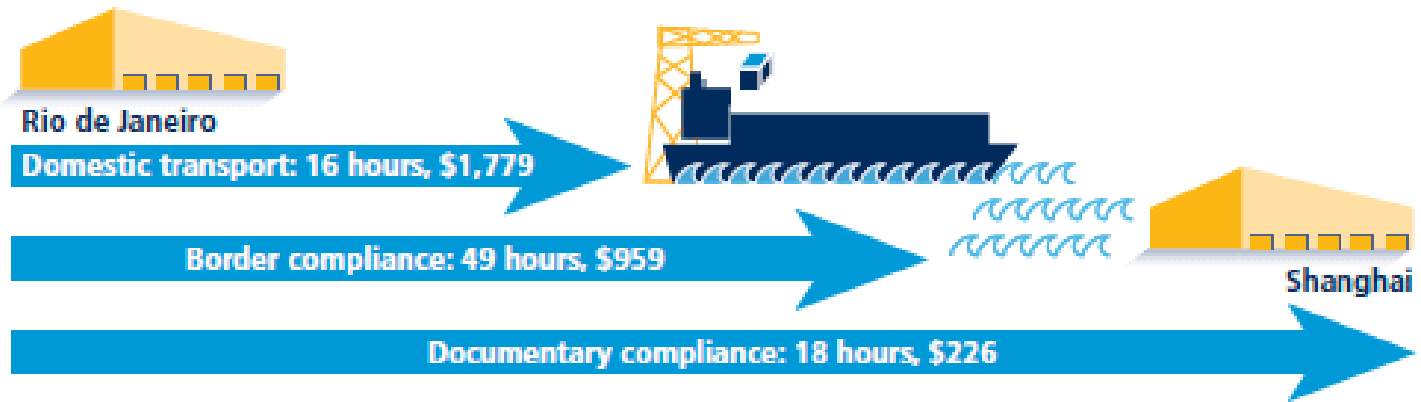 Rio de Janeiro
Domestic transport: 16 hours, $1,779
Border compliance: 49 hours, $959
Shanghai
Documentary compliance: 18 hours, $226